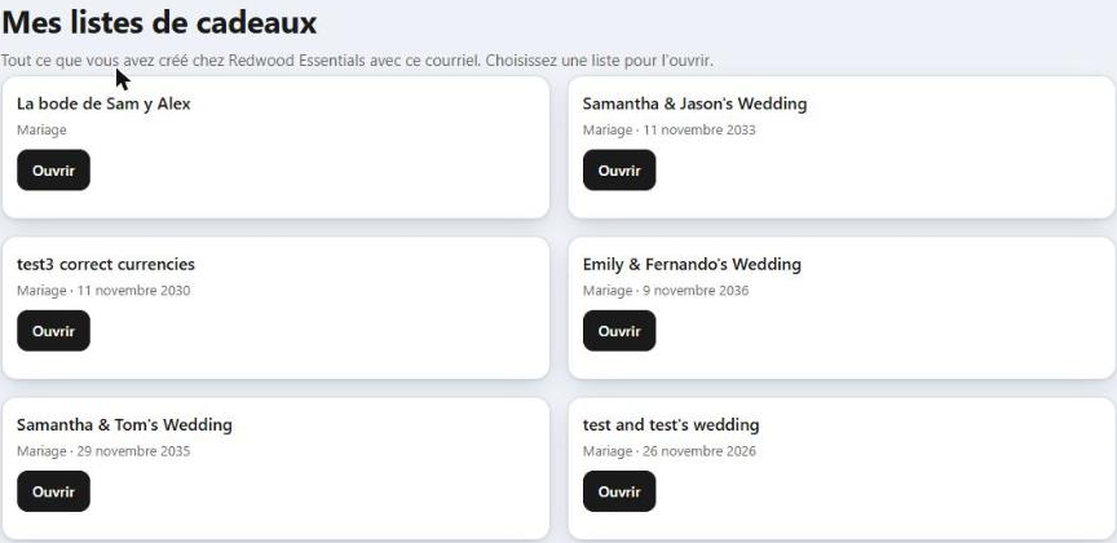 Mes listes de cadeaux
Tout ce que vous avez créé chez Redwood Essentials avec ce courriel. Choisissez une liste pour l'ouvrir.
La bode de Sam y Alex
Mariage
Ouvrir
Samantha & Jason's Wedding
Mariage · 11 novembre 2033
Ouvrir
test3 correct currencies
Mariage · 11 novembre 2030
Ouvrir
Emily & Fernando's Wedding
Mariage · 9 novembre 2036
Ouvrir
Samantha & Tom's Wedding
Mariage · 29 novembre 2035
Ouvrir
test and test's wedding
Mariage · 26 novembre 2026
Ouvrir